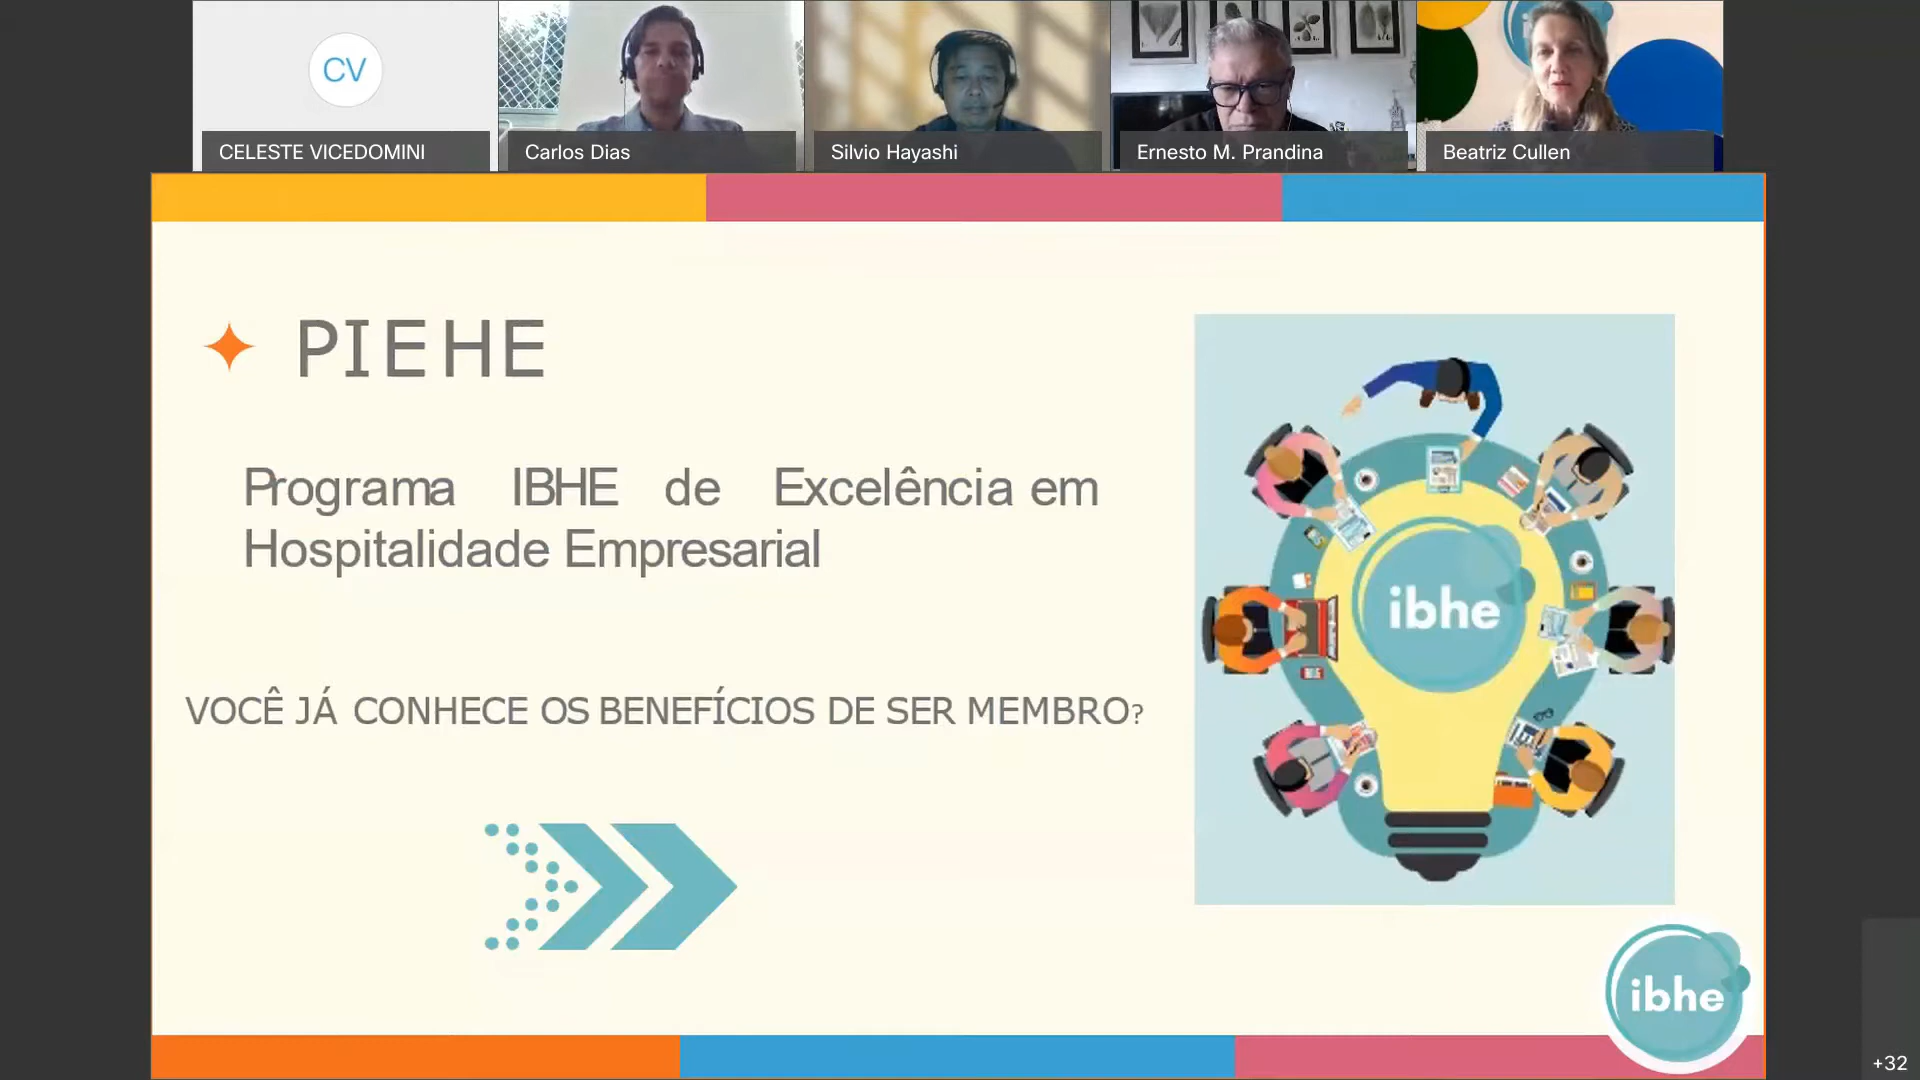 CV
CELESTE VICEDOMINI
Carlos Dias
Silvio Hayashi
Ernesto M. Prandina
Beatriz Cullen
PIEHE
Programa IBHE de Excelência em
Hospitalidade Empresarial
VOCÊ JÁ CONHECE OS BENEFÍCIOS DE SER MEMBRO?
ibhe
ibhe
+32